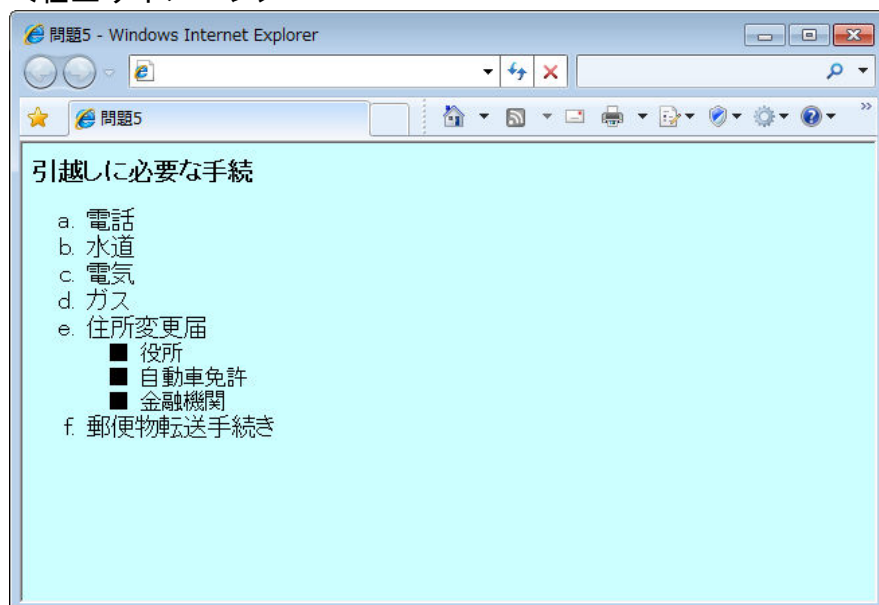 問題5 - Windows Internet Explorer
問題5
引越しに必要な手続
a. 電話
b. 水道
c. 電気
d. ガス
e. 住所変更届
■ 役所
■ 自動車免許
■ 金融機関
f. 郵便物転送手続き